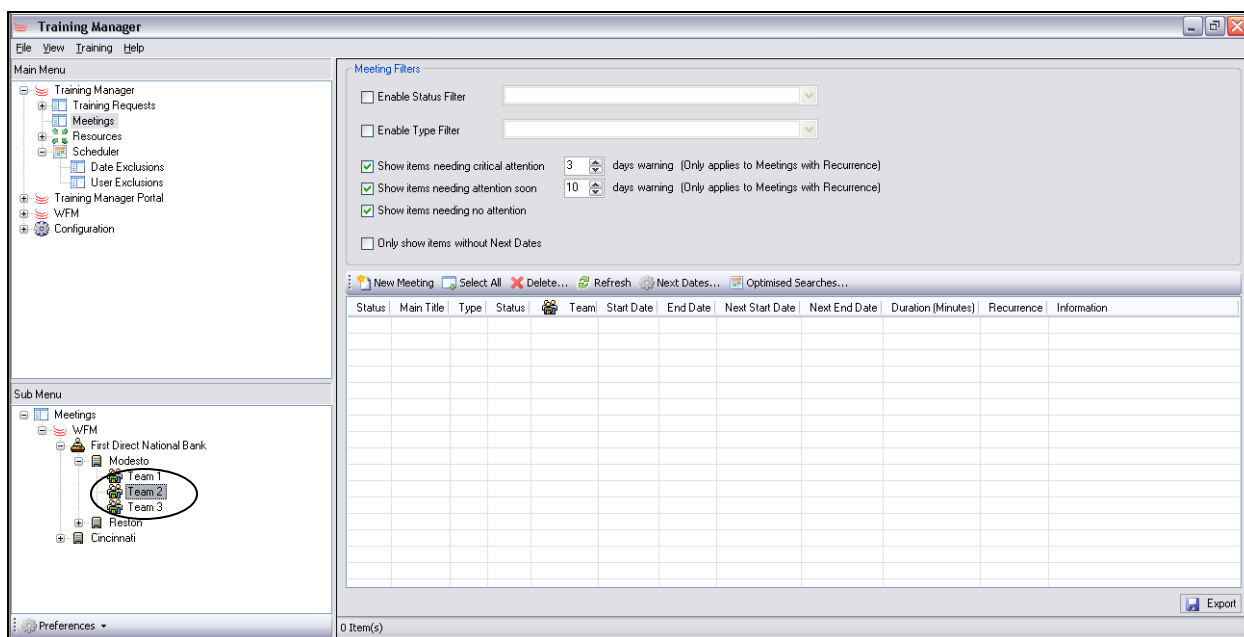 Training Manager
File View Training Help
Main Menu
Training Manager
Training Requests
Meetings
Resources
Scheduler
Date Exclusions
User Exclusions
Training Manager Portal
WFM
Configuration
Sub Menu
Meetings
WFM
First Direct National Bank
Modesto
Team 1
Team 2
Team 3
Reston
Cincinnati
Preferences
Meeting Filters
Enable Status Filter
Enable Type Filter
Show items needing critical attention 3 days warning (Only applies to Meetings with Recurrence)
Show items needing attention soon 10 days warning (Only applies to Meetings with Recurrence)
Show items needing no attention
Only show items without Next Dates
New Meeting Select All Delete... Refresh Next Dates... Optimised Searches...
Status Main Title Type Status Team Start Date End Date Next Start Date Next End Date Duration (Minutes) Recurrence Information
Export
0 Item(s)